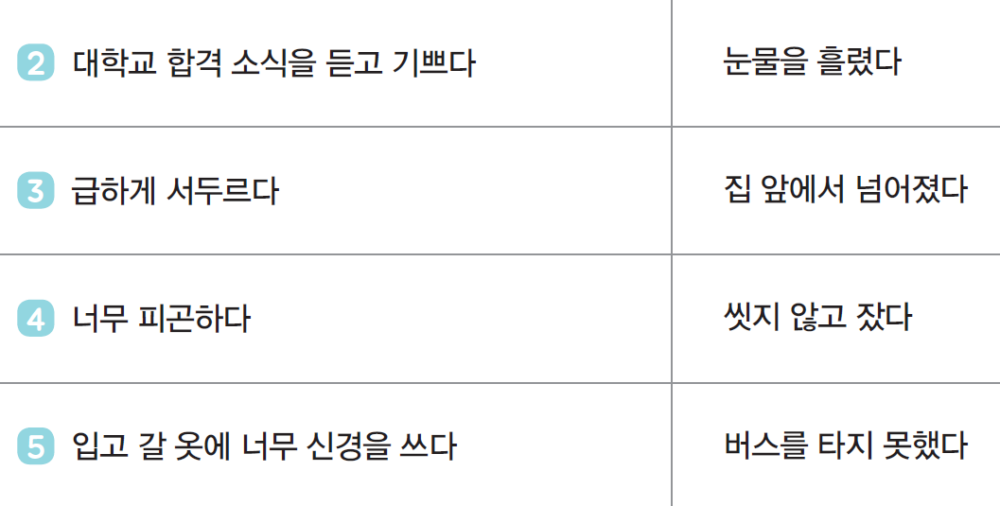 2 대학교 합격 소식을 듣고 기쁘다 눈물을 흘렸다
3 급하게 서두르다 집 앞에서 넘어졌다
4 너무 피곤하다 씻지 않고 잤다
5 입고 갈 옷에 너무 신경을 쓰다 버스를 타지 못했다